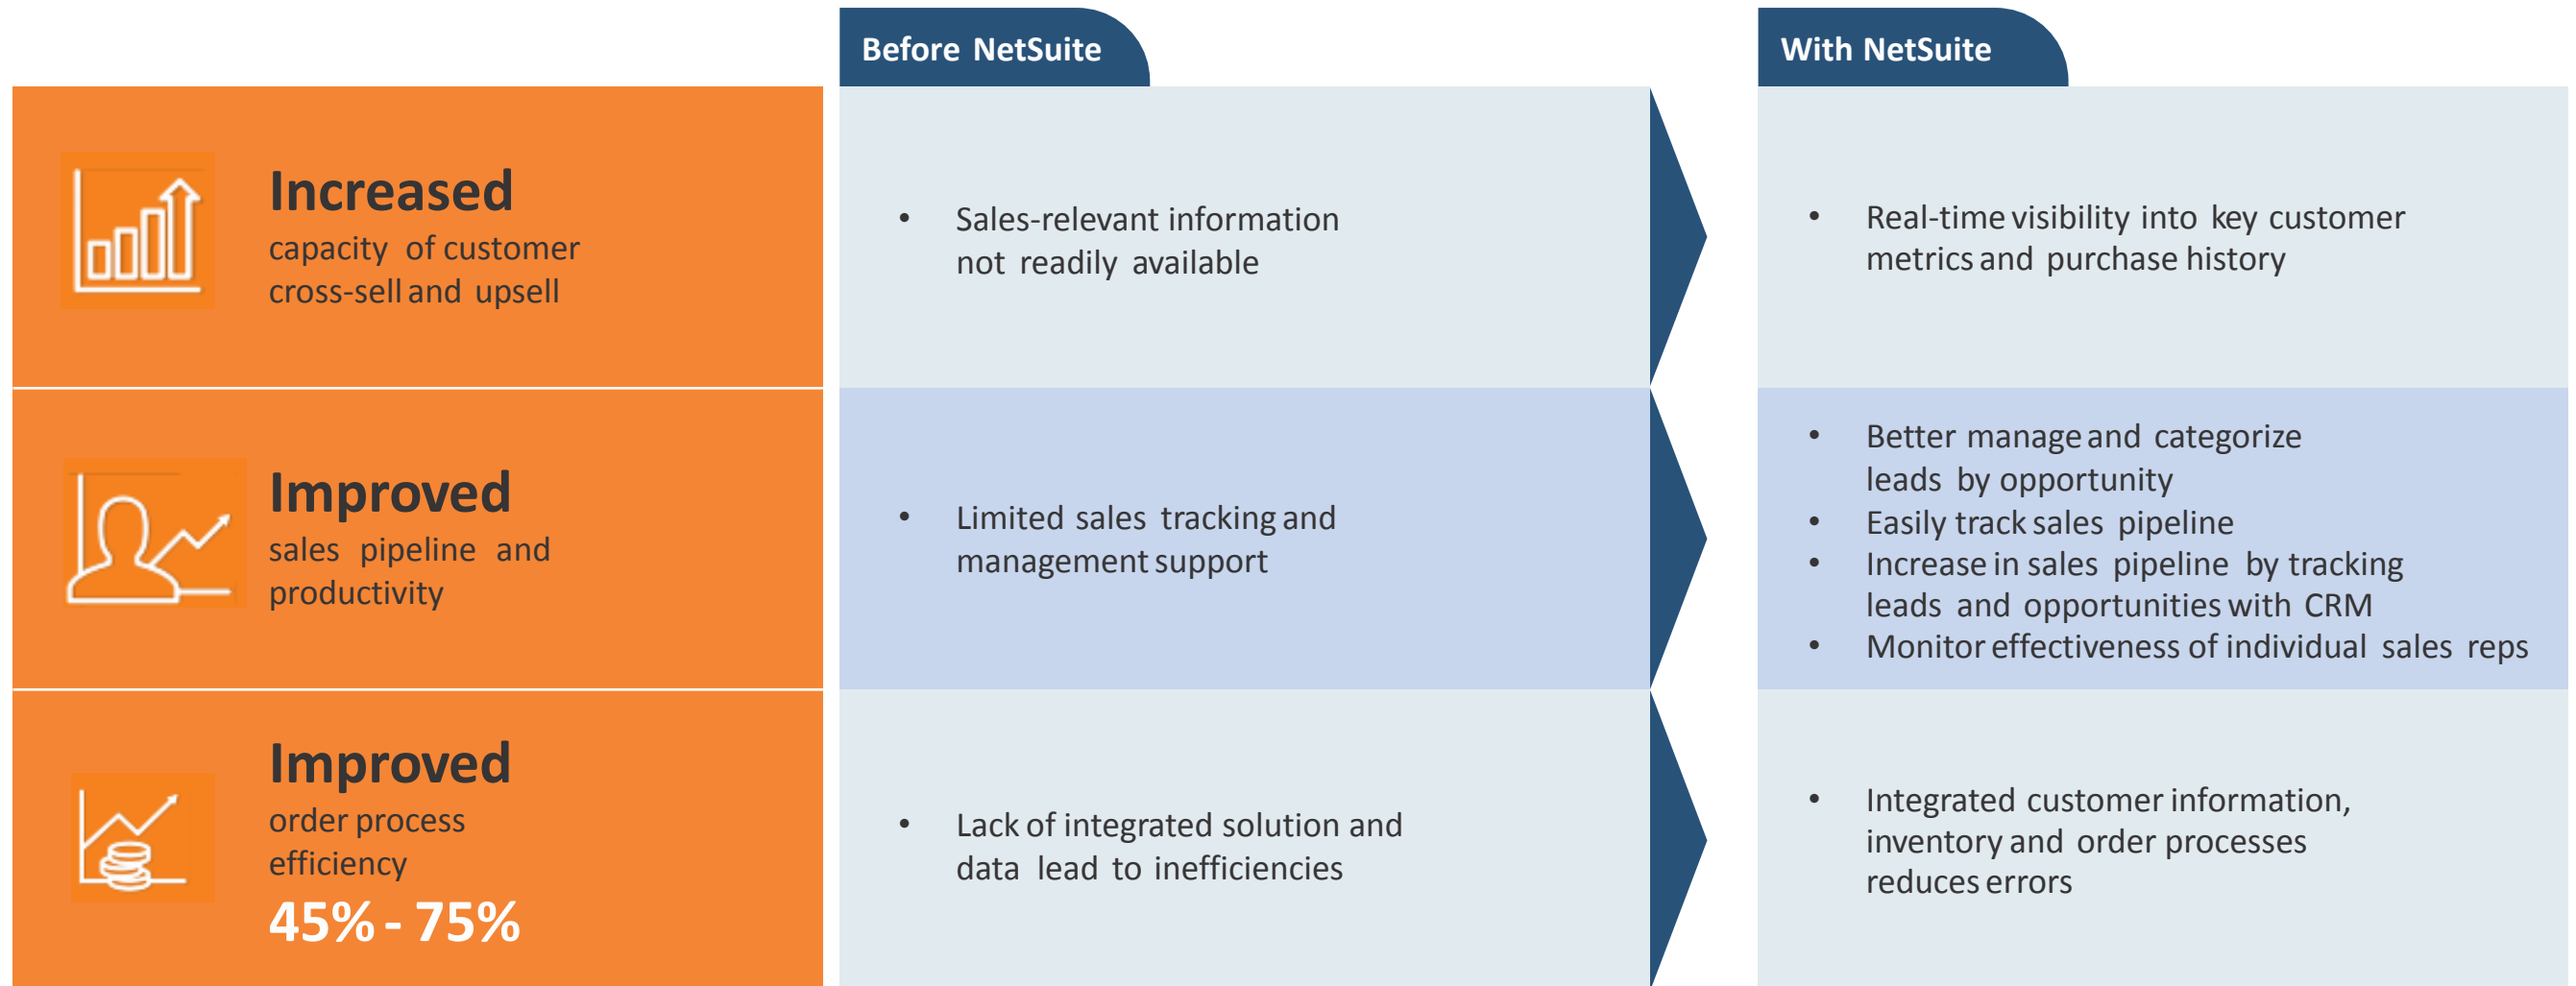 Before NetSuite
With NetSuite
Increased
capacity of customer
cross-sell and upsell
• Sales-relevant information
not readily available
• Real-time visibility into key customer
metrics and purchase history
Improved
sales pipeline and
productivity
• Limited sales tracking and
management support
• Better manage and categorize
leads by opportunity
• Easily track sales pipeline
• Increase in sales pipeline by tracking
leads and opportunities with CRM
• Monitor effectiveness of individual sales reps
Improved
order process
efficiency
45% - 75%
• Lack of integrated solution and
data lead to inefficiencies
• Integrated customer information,
inventory and order processes
reduces errors